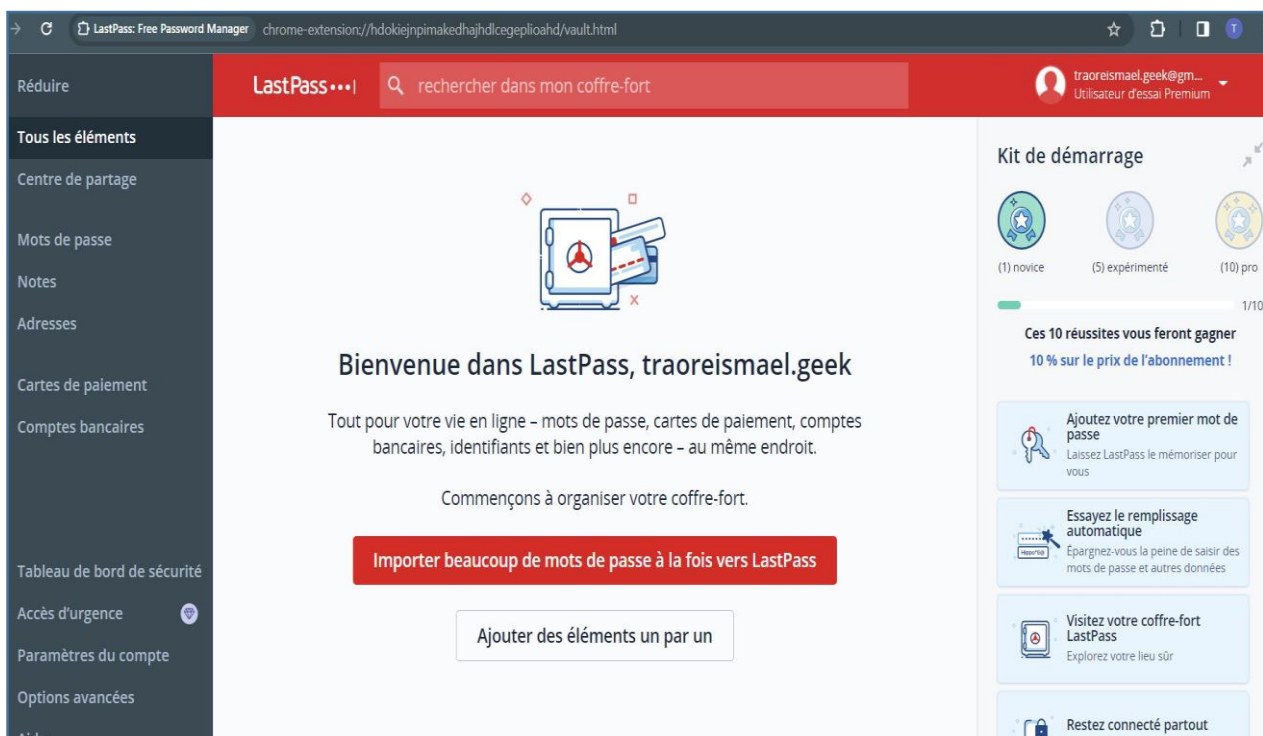 LastPass: Free Password Manager
chrome-extension://hdokiejnpimakedhajhdlcegeplioahd/vault.html
T
Réduire
LastPass
rechercher dans mon coffre-fort
traoreismael.geek@gm...
Utilisateur d'essai Premium
Tous les éléments
Centre de partage
Mots de passe
Notes
Adresses
Cartes de paiement
Comptes bancaires
Tableau de bord de sécurité
Accès d'urgence
Paramètres du compte
Options avancées
Bienvenue dans LastPass, traoreismael.geek
Tout pour votre vie en ligne – mots de passe, cartes de paiement, comptes
bancaires, identifiants et bien plus encore – au même endroit.
Commençons à organiser votre coffre-fort.
Importer beaucoup de mots de passe à la fois vers LastPass
Ajouter des éléments un par un
Kit de démarrage
(1) novice
(5) expérimenté
(10) pro
1/10
Ces 10 réussites vous feront gagner
10 % sur le prix de l'abonnement !
Ajoutez votre premier mot de
passe
Laissez LastPass le mémoriser pour
vous
Essayez le remplissage
automatique
Épargnez-vous la peine de saisir des
mots de passe et autres données
Visitez votre coffre-fort
LastPass
Explorez votre lieu sûr
Restez connecté partout